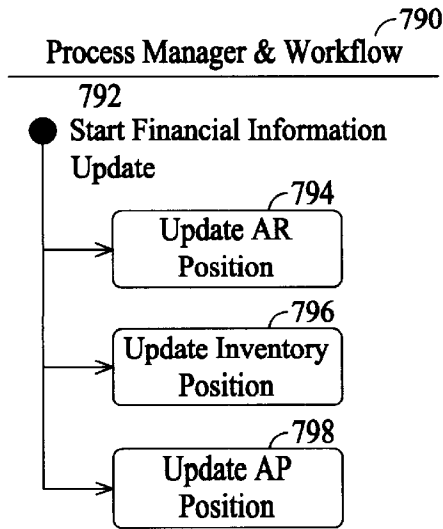 790
Process Manager & Workflow
792
Start Financial Information
Update
794
Update AR
Position
796
Update Inventory
Position
798
Update AP
Position